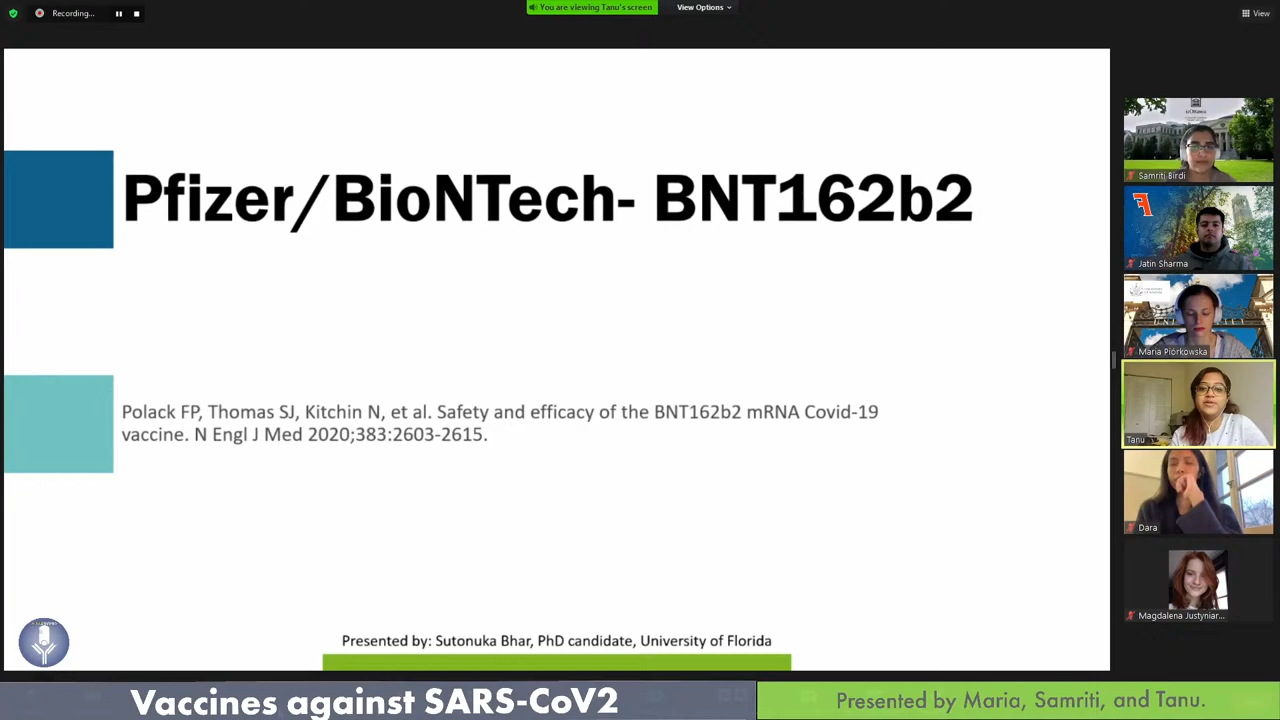 Recording...
You are viewing Tanu's screen
View Options
View
Pfizer/BioNTech- BNT162b2
Polack FP, Thomas SJ, Kitchin N, et al. Safety and efficacy of the BNT162b2 mRNA Covid-19
vaccine. N Engl J Med 2020;383:2603-2615.
Presented by: Sutonuka Bhar, PhD candidate, University of Florida
Samriti Birdi
Jatin Sharma
Maria Piórkowska
Tanu
Dara
Magdalena Justyniar...
Vaccines against SARS-CoV2
Presented by Maria, Samriti, and Tanu.